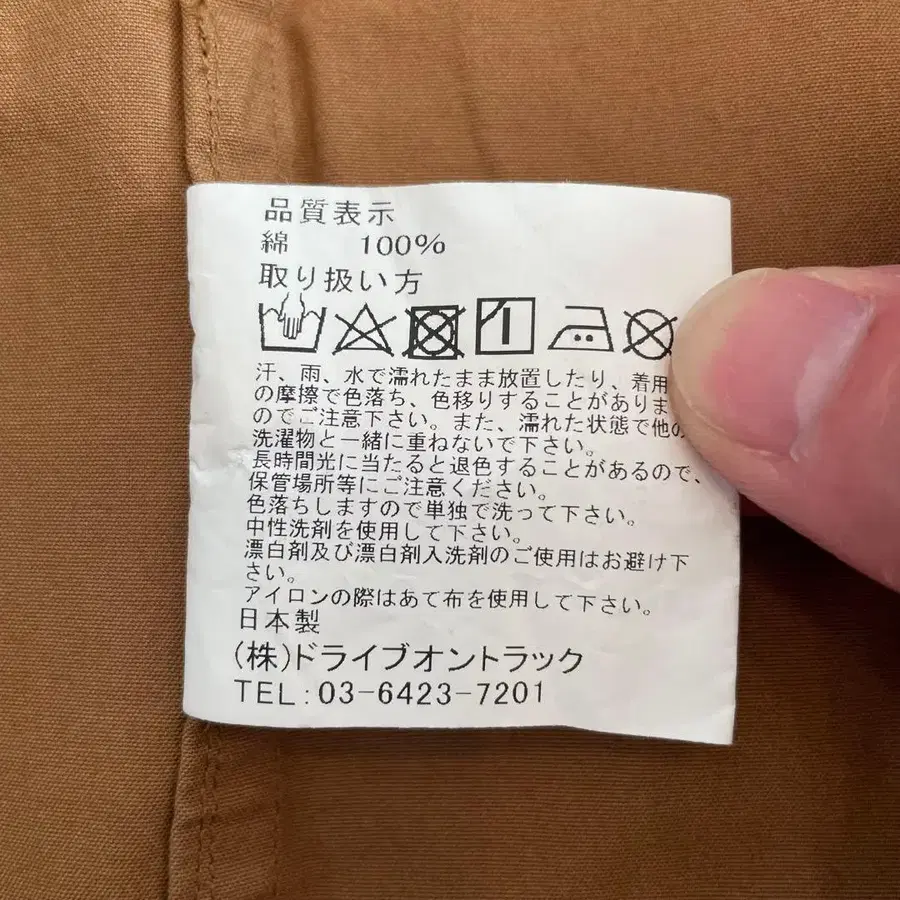 品質表示
綿 100%
取り扱い方
汗、雨、水で濡れたまま放置したり、着用
の摩擦で色落ち、色移りすることがありま
のでご注意下さい。また、濡れた状態で他の
洗濯物と一緒に重ねないで下さい。
長時間光に当たると退色することがあるので、
保管場所等にご注意ください。
色落ちしますので単独で洗って下さい。
中性洗剤を使用して下さい。
漂白剤及び漂白剤入洗剤のご使用はお避け下
さい。
アイロンの際はあて布を使用して下さい。
日本製
(株)ドライブオントラック
TEL:03-6423-7201